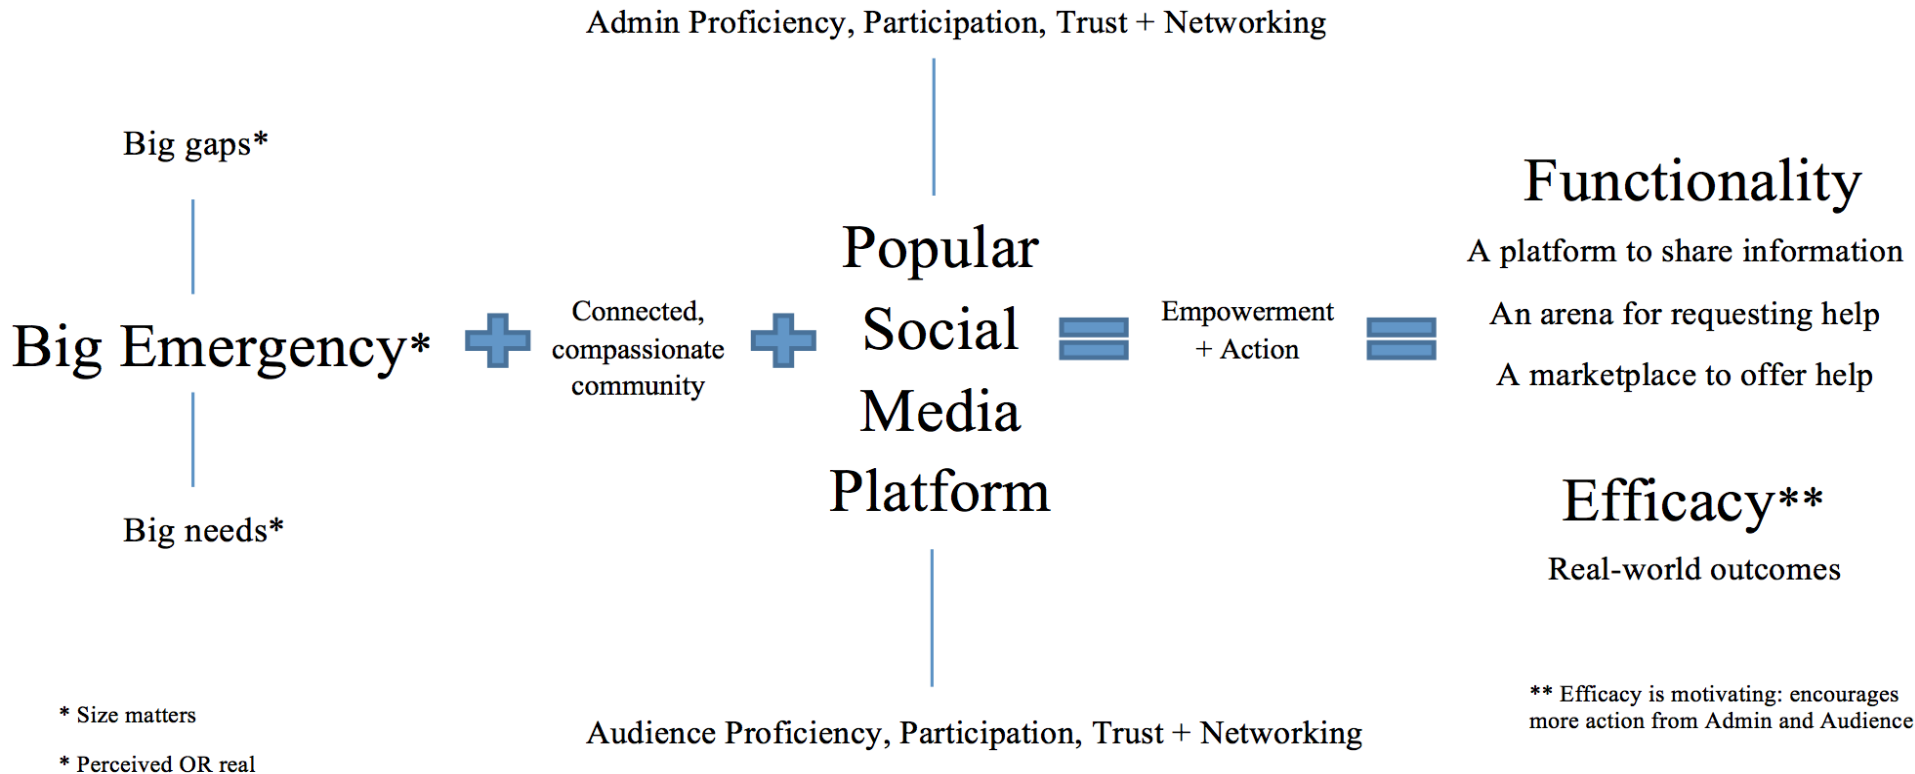 Admin Proficiency, Participation, Trust + Networking
Big gaps*
Big Emergency*
Big needs*
Connected,
compassionate
community
Popular
Social
Media
Platform
Empowerment
+ Action
Functionality
A platform to share information
An arena for requesting help
A marketplace to offer help
Efficacy**
Real-world outcomes
Audience Proficiency, Participation, Trust + Networking
* Size matters
* Perceived OR real
** Efficacy is motivating: encourages
more action from Admin and Audience